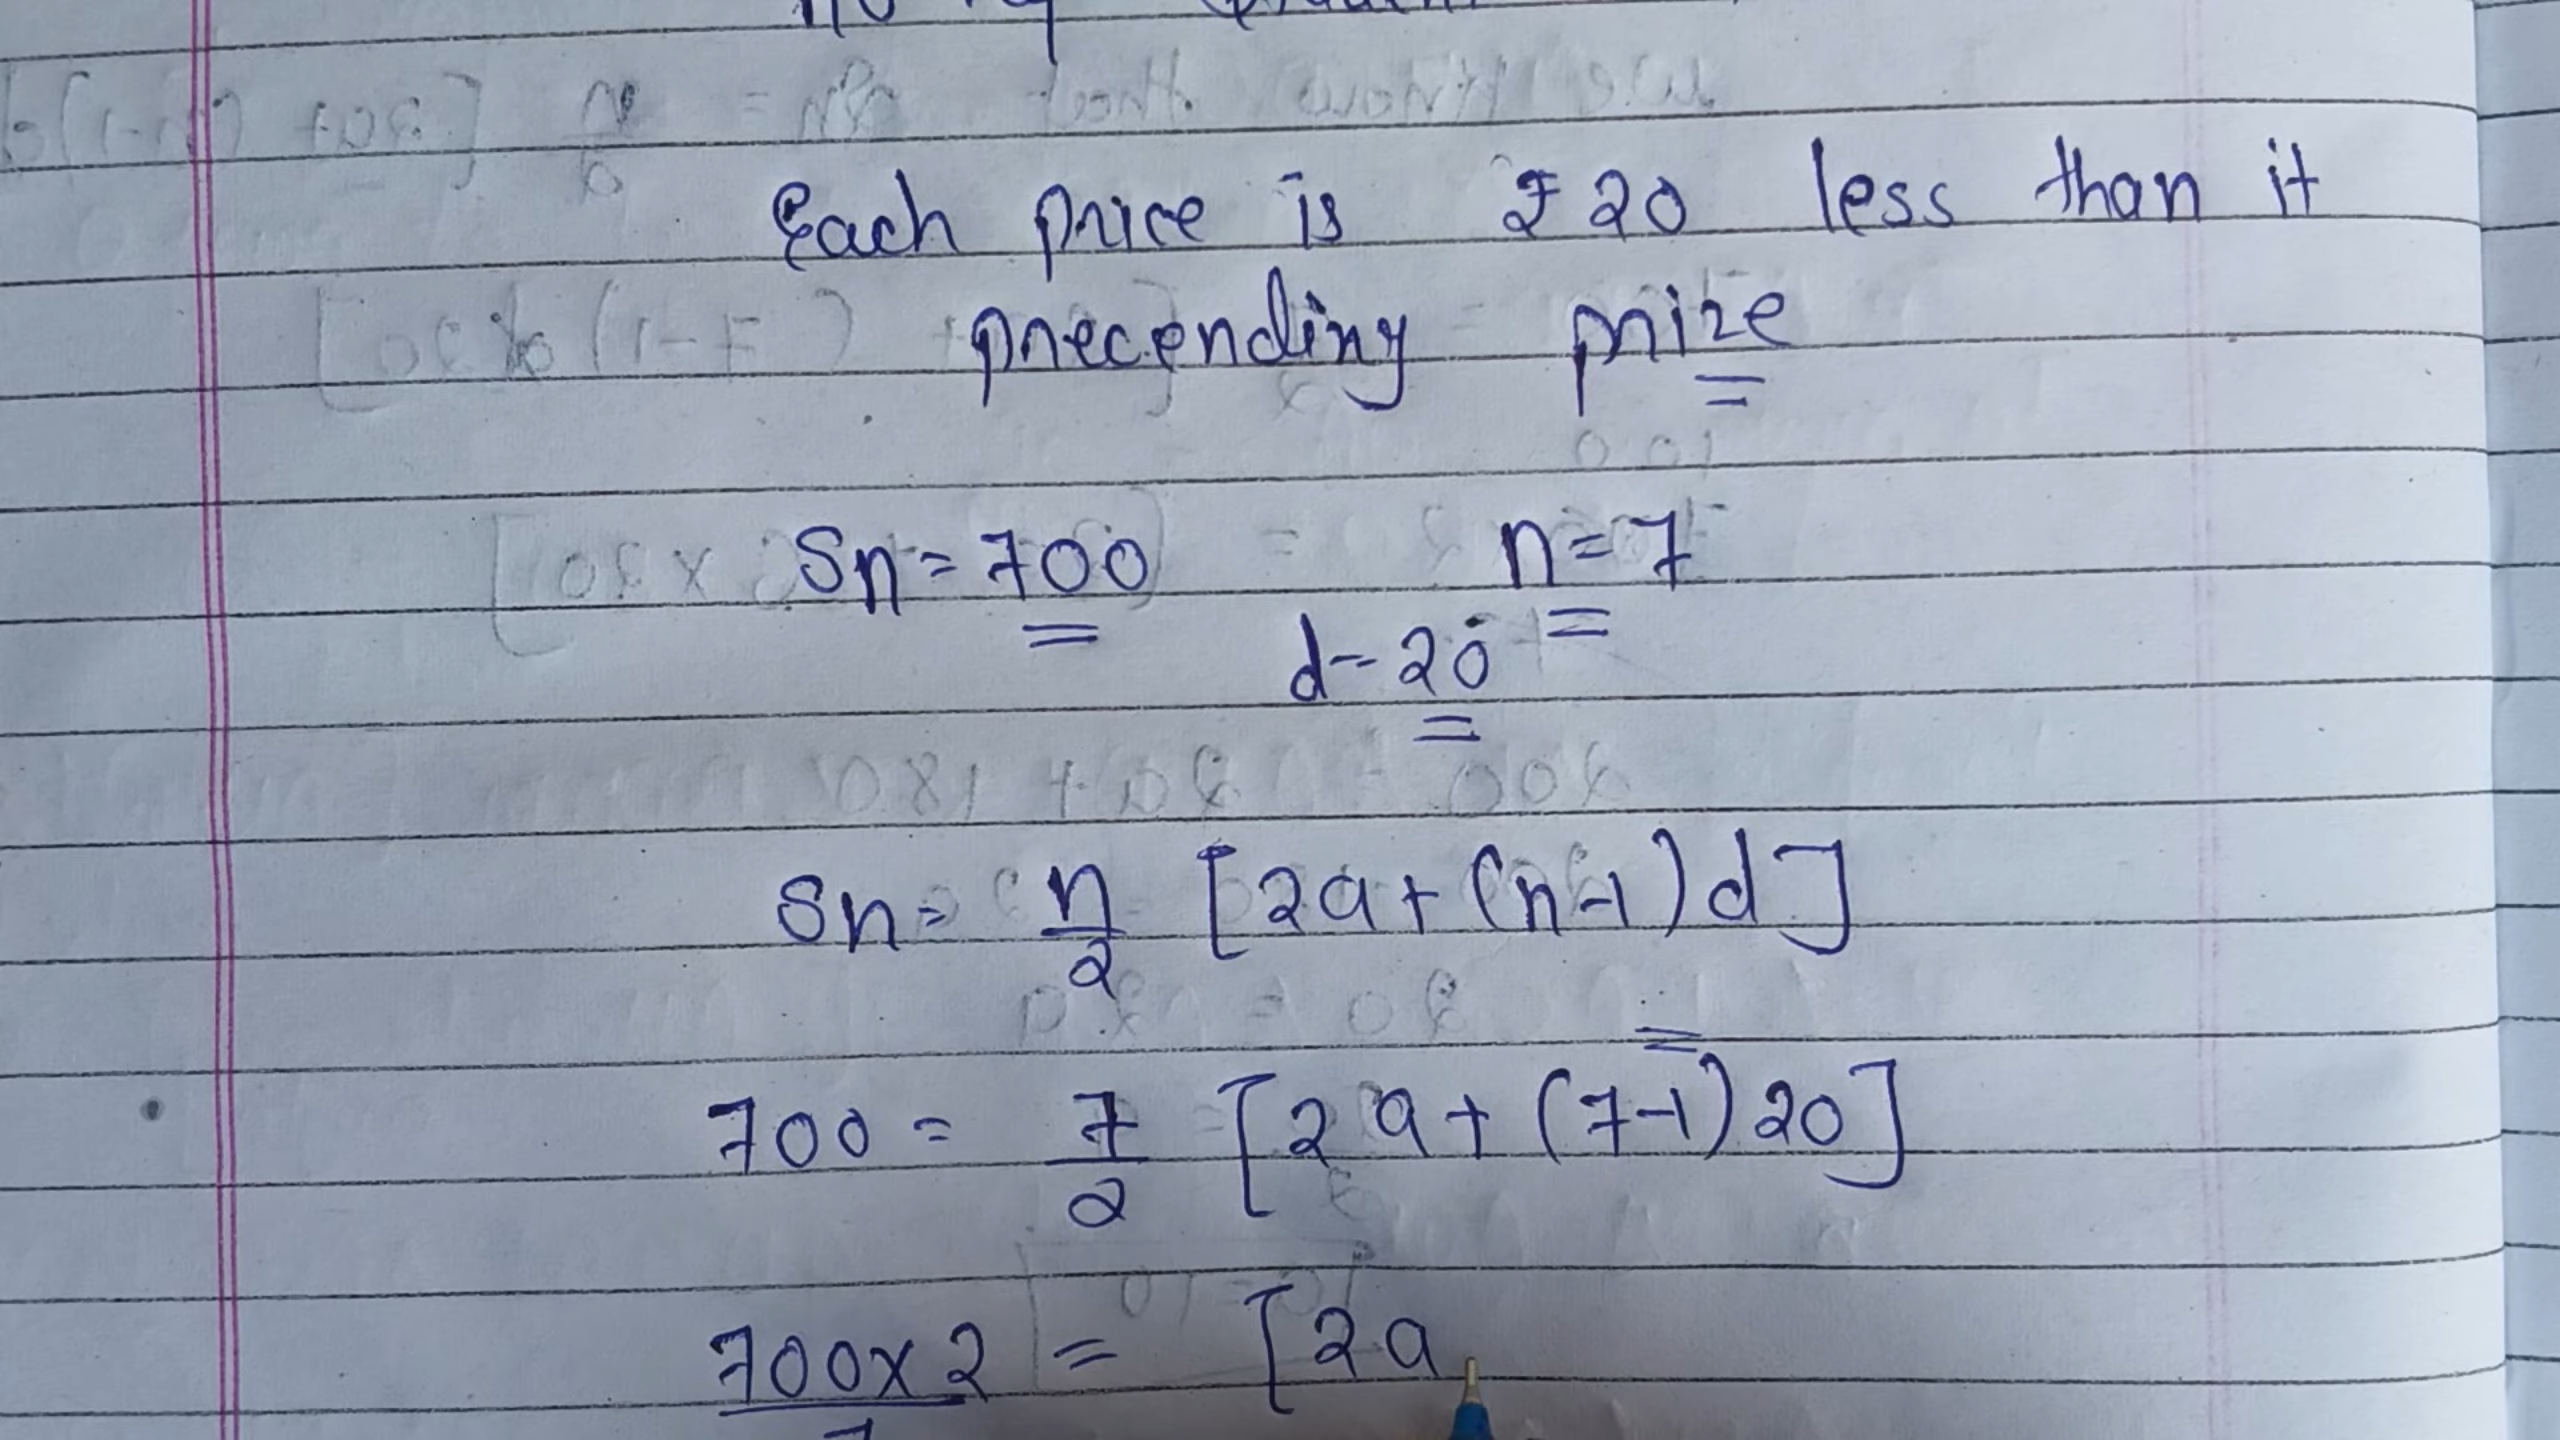 Each price is ₹20 less than it
precending prize
Sn = 700 n = 7
d - 20
Sn = n/2 [2a + (n-1) d]
700 = 7/2 [2a + (7-1) 20]
700 x 2 = [2a